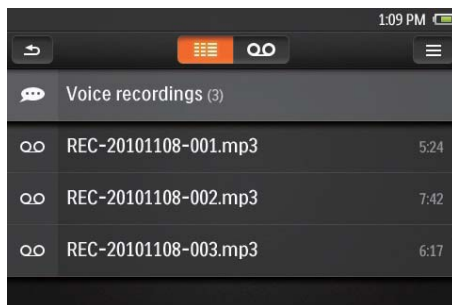 1:09 PM
Voice recordings (3)
REC-20101108-001.mp3 5:24
REC-20101108-002.mp3 7:42
REC-20101108-003.mp3 6:17